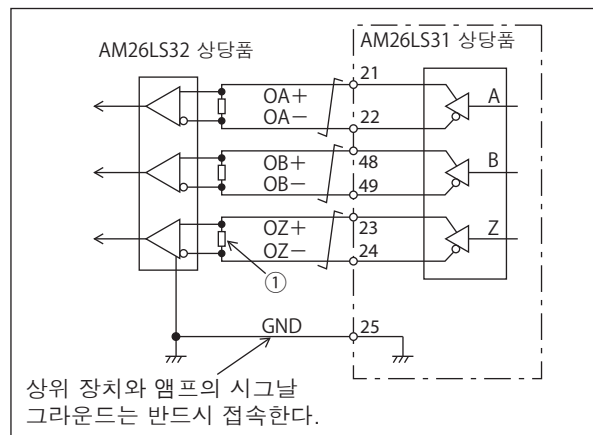 AM26LS32 상당품
AM26LS31 상당품
OA+
OA−
21
22
A
OB+
OB−
48
49
B
OZ+
OZ−
23
24
Z
①
GND
25
상위 장치와 앰프의 시그날
그라운드는 반드시 접속한다.